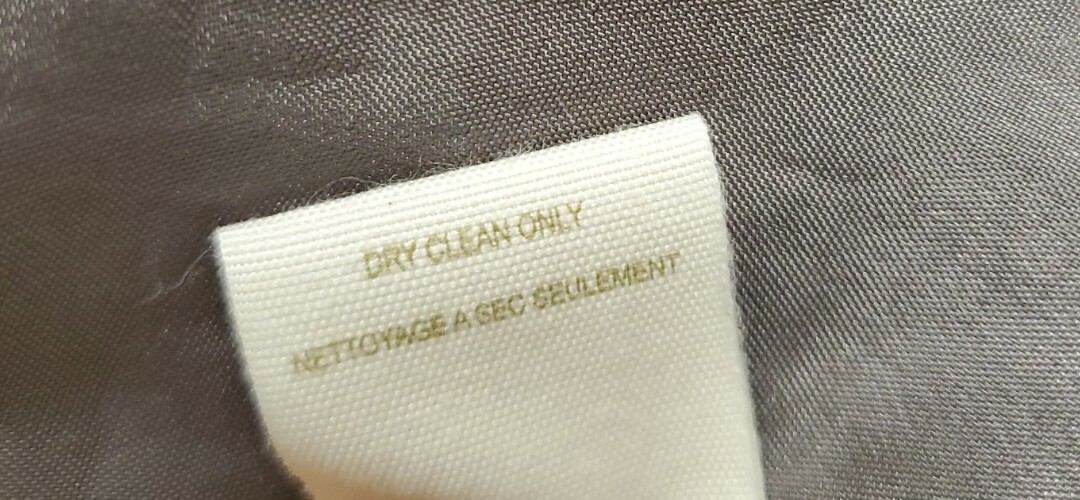 DRY CLEAN ONLY
NETTOYAGE A SEC SEULEMENT